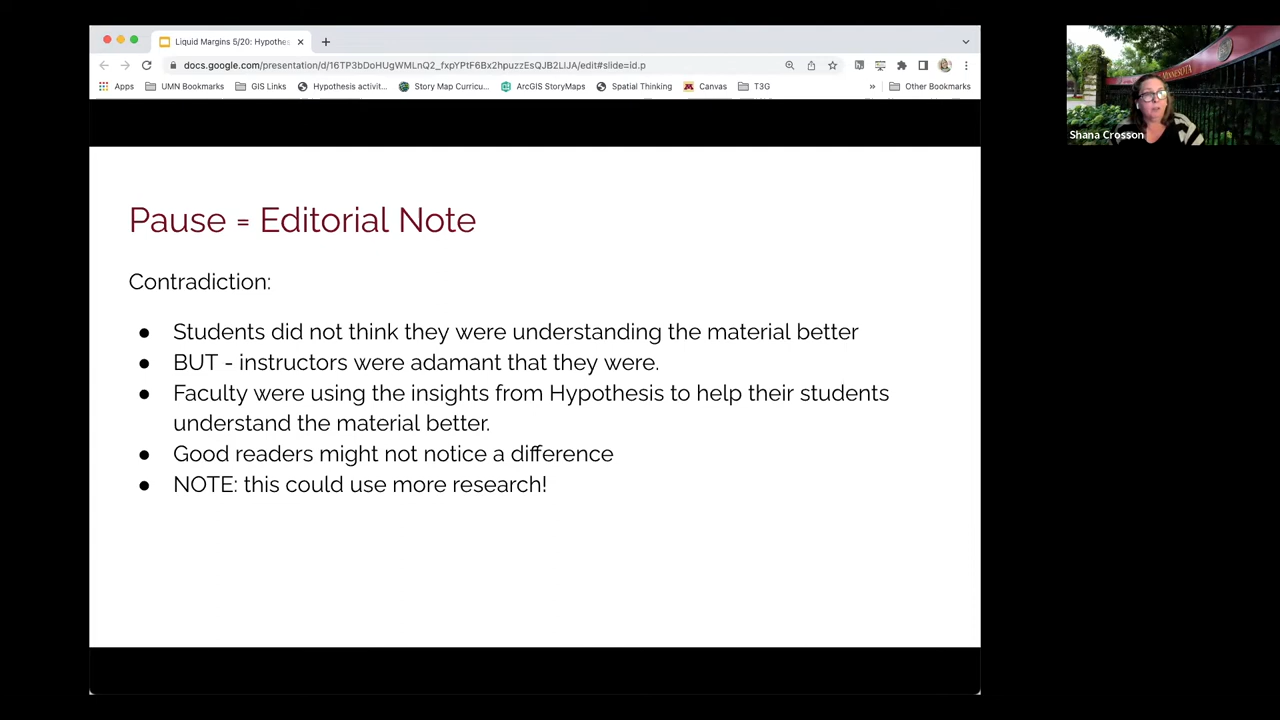 Liquid Margins 5/20: Hypothes
docs.google.com/presentation/d/16TP3bDoHUgWMLnQ2_fxpYPtF6Bx2hpuzzEsQJB2LlJA/edit#slide=id.p
Apps UMN Bookmarks GIS Links Hypothesis activit... Story Map Curricu... ArcGIS StoryMaps Spatial Thinking Canvas T3G » Other Bookmarks
MINNESOTA
Shana Crosson
Pause = Editorial Note
Contradiction:
● Students did not think they were understanding the material better
● BUT - instructors were adamant that they were.
● Faculty were using the insights from Hypothesis to help their students
understand the material better.
● Good readers might not notice a difference
● NOTE: this could use more research!